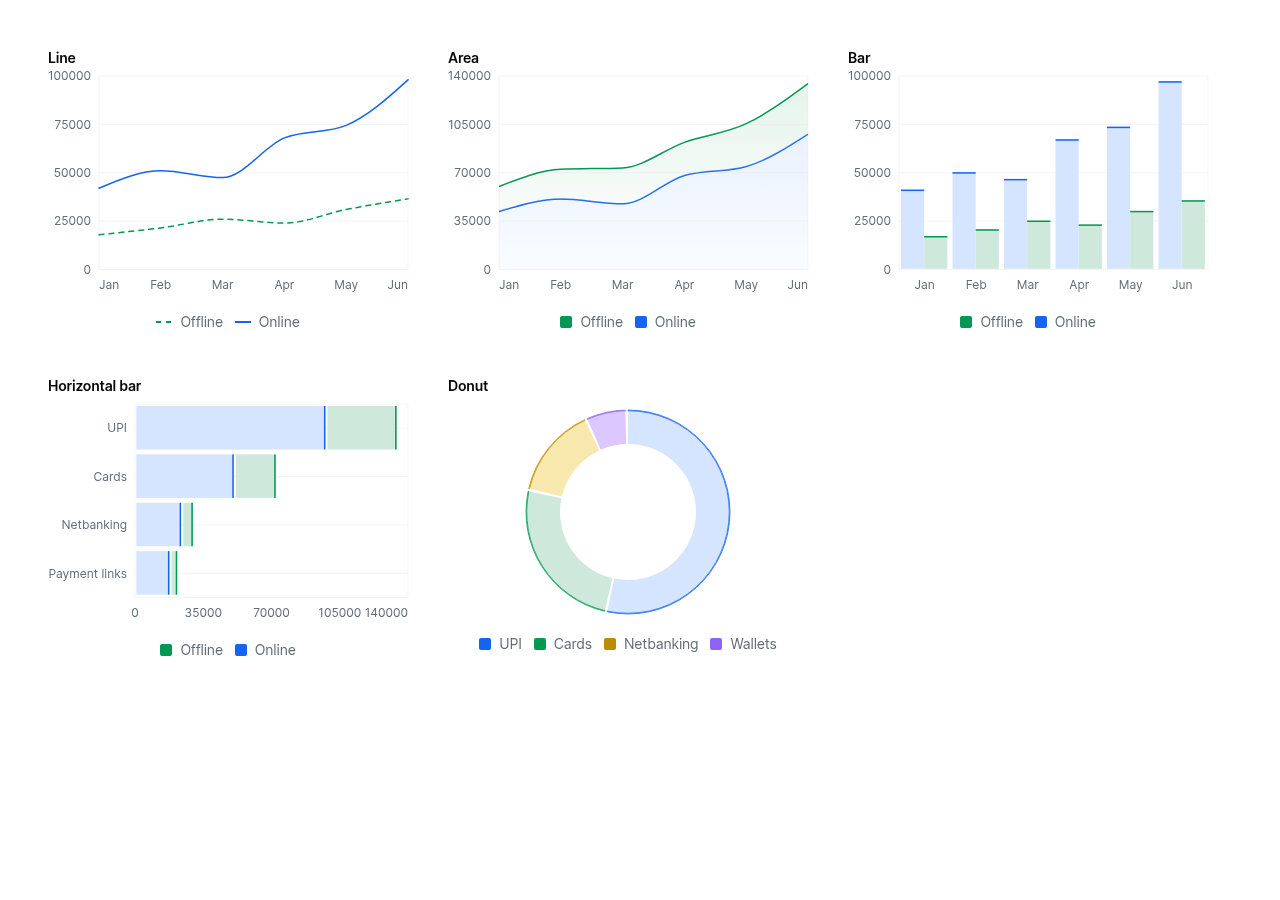 Line
100000
75000
50000
25000
0
Jan Feb Mar Apr May Jun
Offline Online
Area
140000
105000
70000
35000
0
Jan Feb Mar Apr May Jun
Offline Online
Bar
100000
75000
50000
25000
0
Jan Feb Mar Apr May Jun
Offline Online
Horizontal bar
UPI
Cards
Netbanking
Payment links
0 35000 70000 105000 140000
Offline Online
Donut
UPI Cards Netbanking Wallets